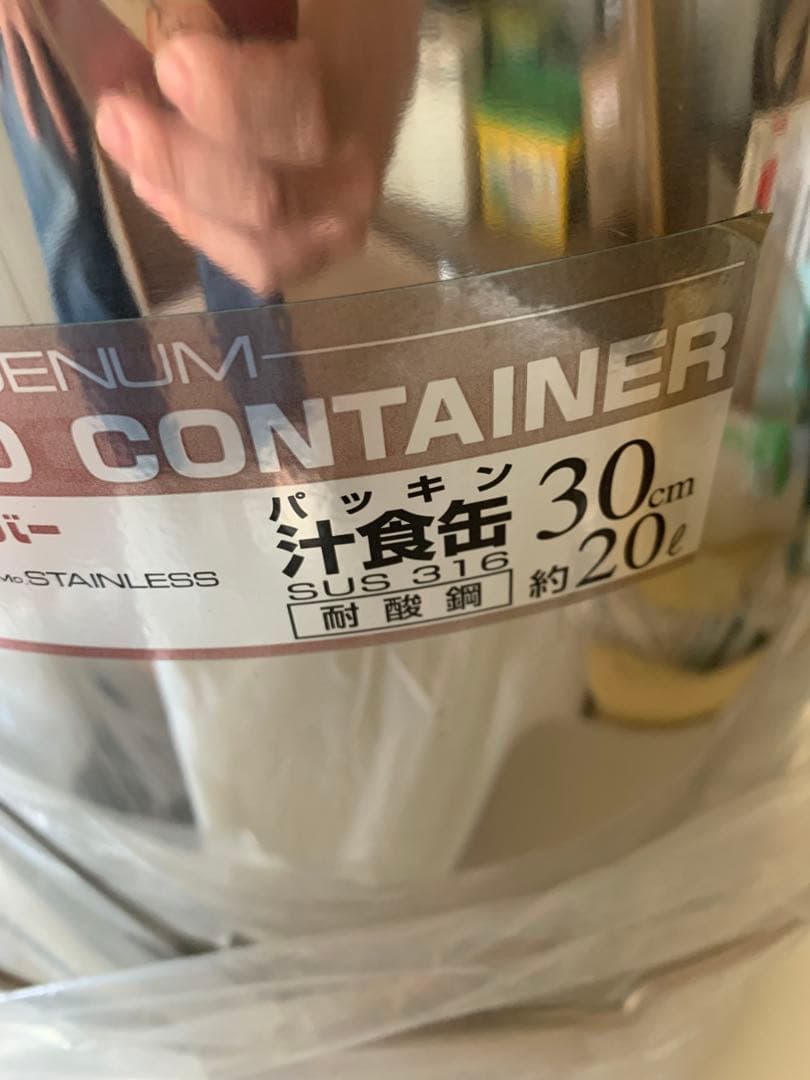 DENUM
D CONTAINER
バー
Mo.STAINLESS
パッキン
汁食缶
SUS 316
耐酸鋼
30cm
約20ℓ